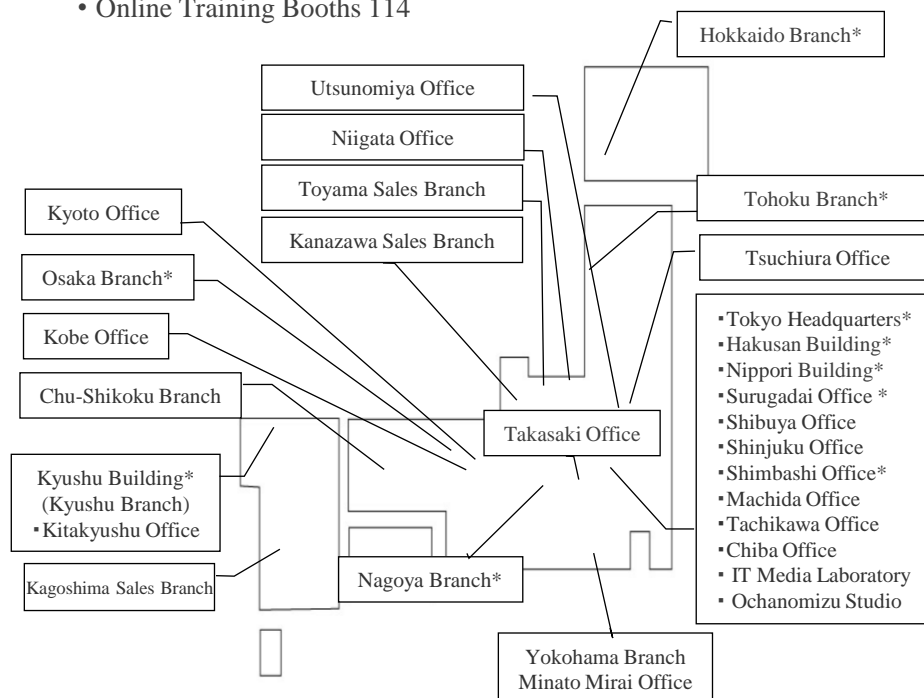 • Online Training Booths 114
Hokkaido Branch*
Utsunomiya Office
Niigata Office
Toyama Sales Branch
Kanazawa Sales Branch
Kyoto Office
Osaka Branch*
Kobe Office
Chu-Shikoku Branch
Kyushu Building*
(Kyushu Branch)
▪Kitakyushu Office
Kagoshima Sales Branch
Tohoku Branch*
Tsuchiura Office
▪Tokyo Headquarters*
▪Hakusan Building*
▪Nippori Building*
▪Surugadai Office *
▪Shibuya Office
▪Shinjuku Office
▪Shimbashi Office*
▪Machida Office
▪Tachikawa Office
▪Chiba Office
▪ IT Media Laboratory
▪ Ochanomizu Studio
Takasaki Office
Nagoya Branch*
Yokohama Branch
Minato Mirai Office